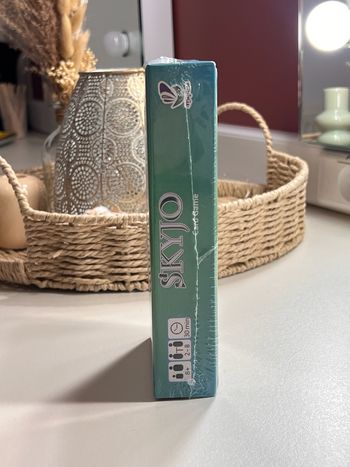 SKYJO
Card Game
8+
2-8
30 min